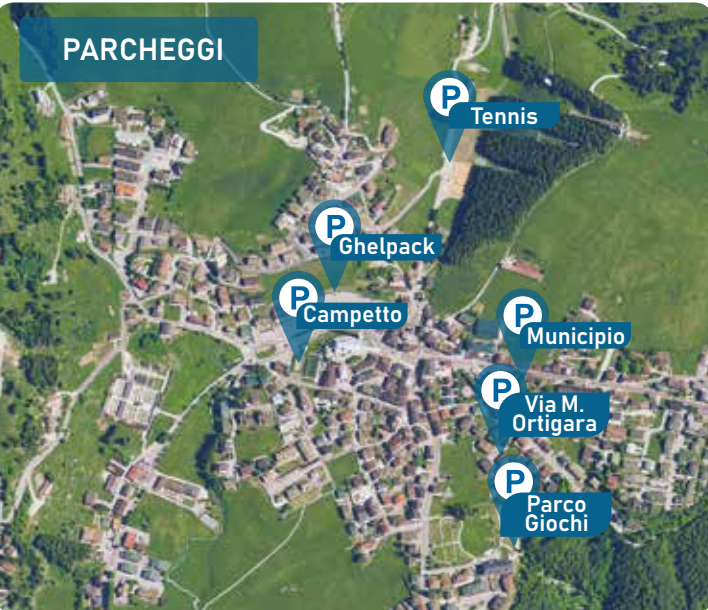 PARCHEGGI
P
Tennis
P
Ghelpack
P
Campetto
P
Municipio
P
Via M.
Ortigara
P
Parco
Giochi